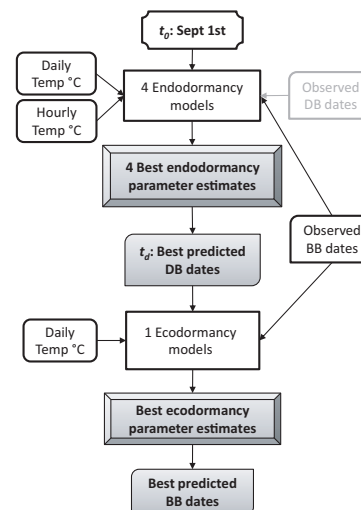 t0: Sept 1st
Daily
Temp °C
Hourly
Temp °C
4 Endodormancy
models
Observed
DB dates
4 Best endodormancy
parameter estimates
td: Best predicted
DB dates
Observed
BB dates
Daily
Temp °C
1 Ecodormancy
models
Best ecodormancy
parameter estimates
Best predicted
BB dates